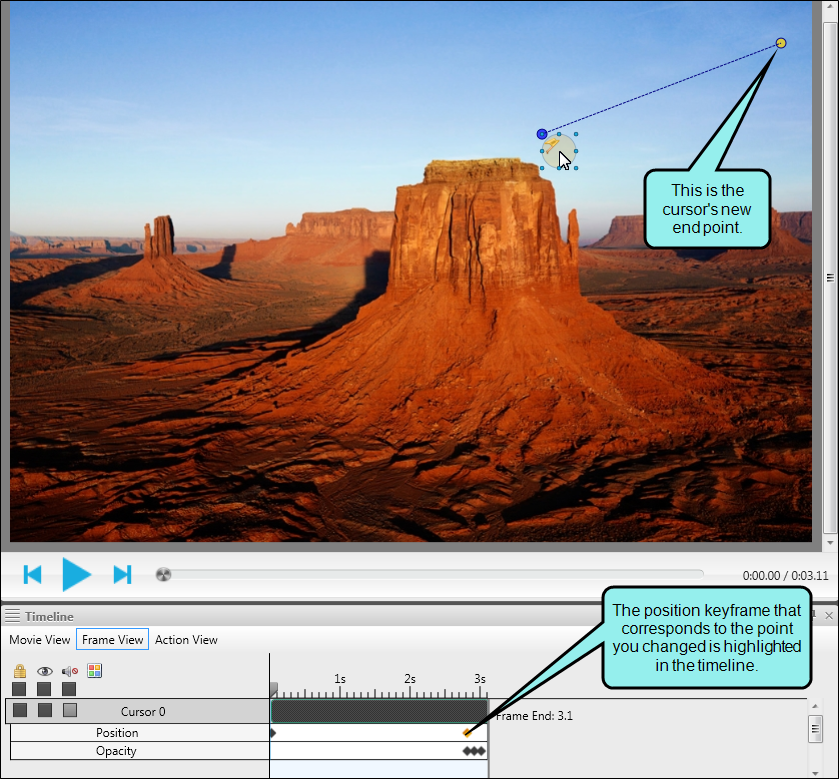 This is the
cursor's new
end point.
0:00.00 / 0:03.11
Timeline
The position keyframe that
corresponds to the point
you changed is highlighted
in the timeline.
Movie View Frame View Action View
1s 2s 3s
Cursor 0
Frame End: 3.1
Position
Opacity